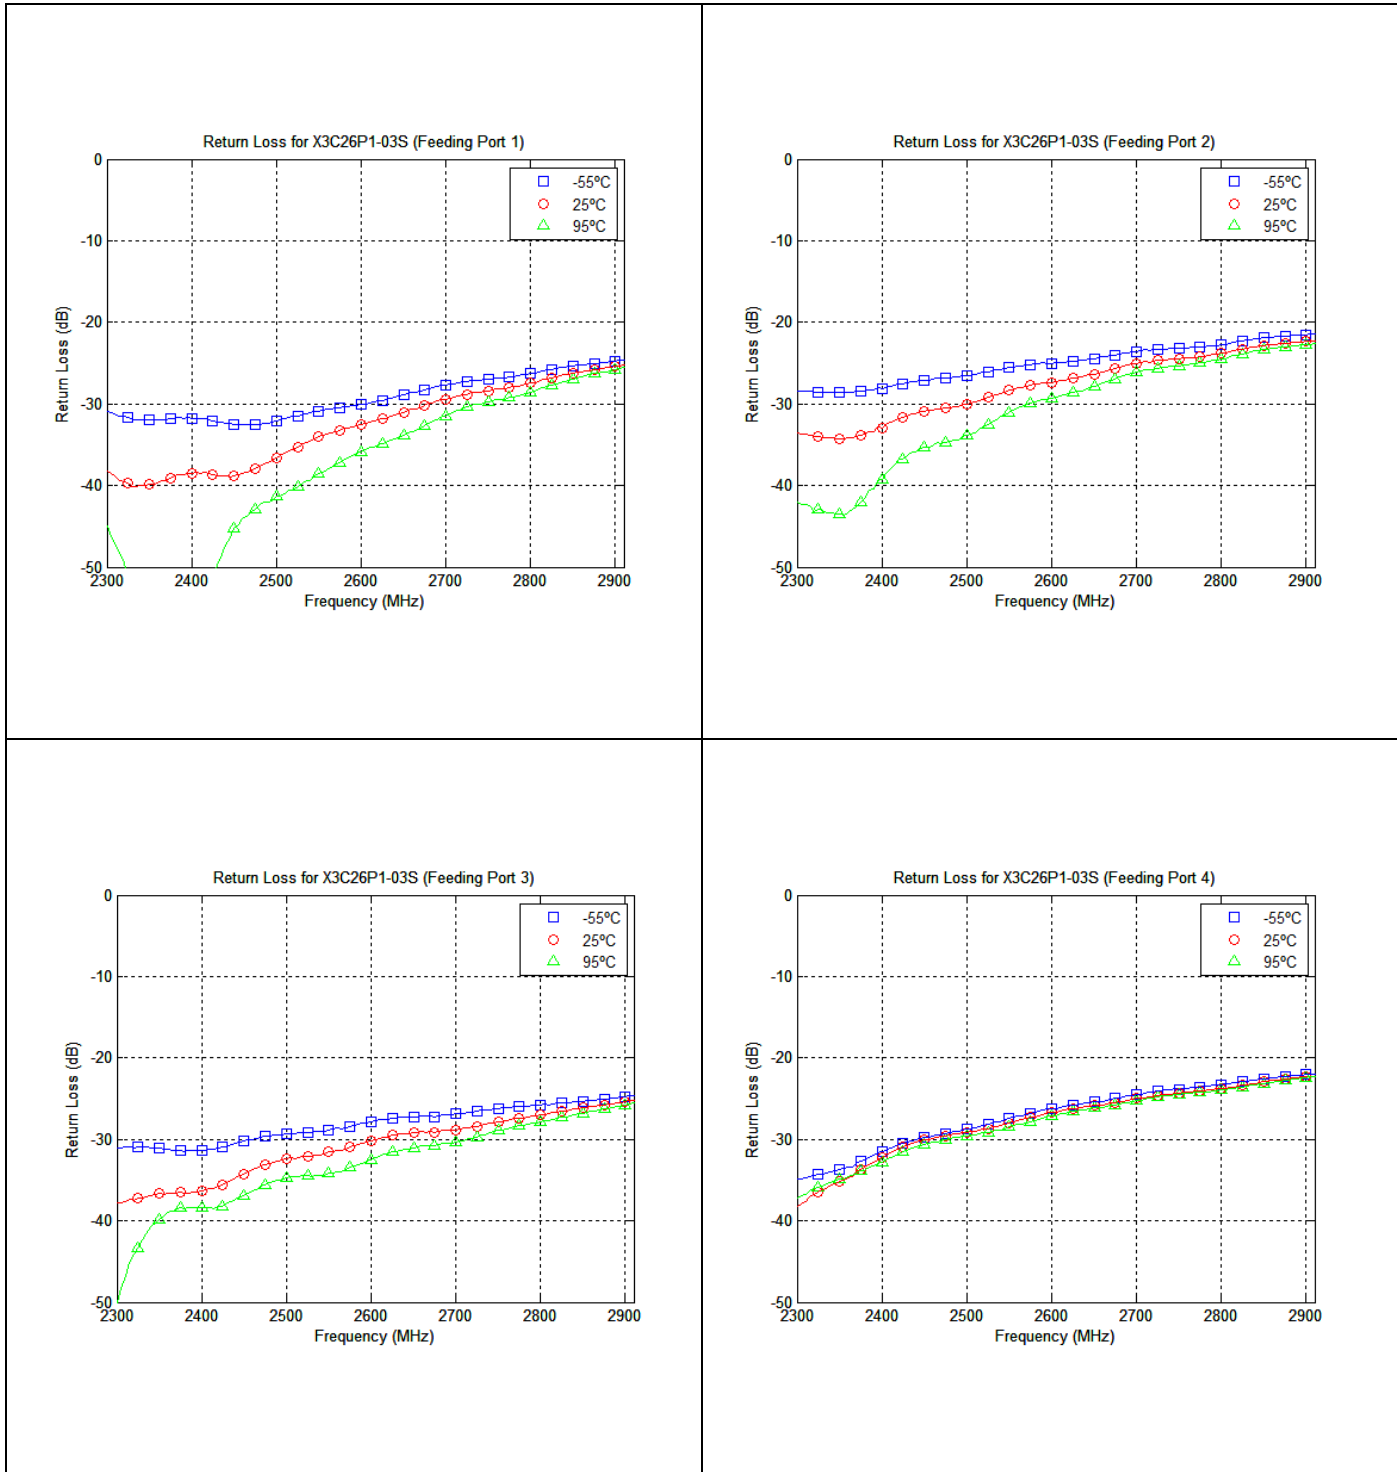 Return Loss for X3C26P1-03S (Feeding Port 1)
0
-10
-20
-30
-40
-50
Return Loss (dB)
-55ºC
25ºC
95ºC
2300 2400 2500 2600 2700 2800 2900
Frequency (MHz)
Return Loss for X3C26P1-03S (Feeding Port 2)
0
-10
-20
-30
-40
-50
Return Loss (dB)
-55ºC
25ºC
95ºC
2300 2400 2500 2600 2700 2800 2900
Frequency (MHz)
Return Loss for X3C26P1-03S (Feeding Port 3)
0
-10
-20
-30
-40
-50
Return Loss (dB)
-55ºC
25ºC
95ºC
2300 2400 2500 2600 2700 2800 2900
Frequency (MHz)
Return Loss for X3C26P1-03S (Feeding Port 4)
0
-10
-20
-30
-40
-50
Return Loss (dB)
-55ºC
25ºC
95ºC
2300 2400 2500 2600 2700 2800 2900
Frequency (MHz)